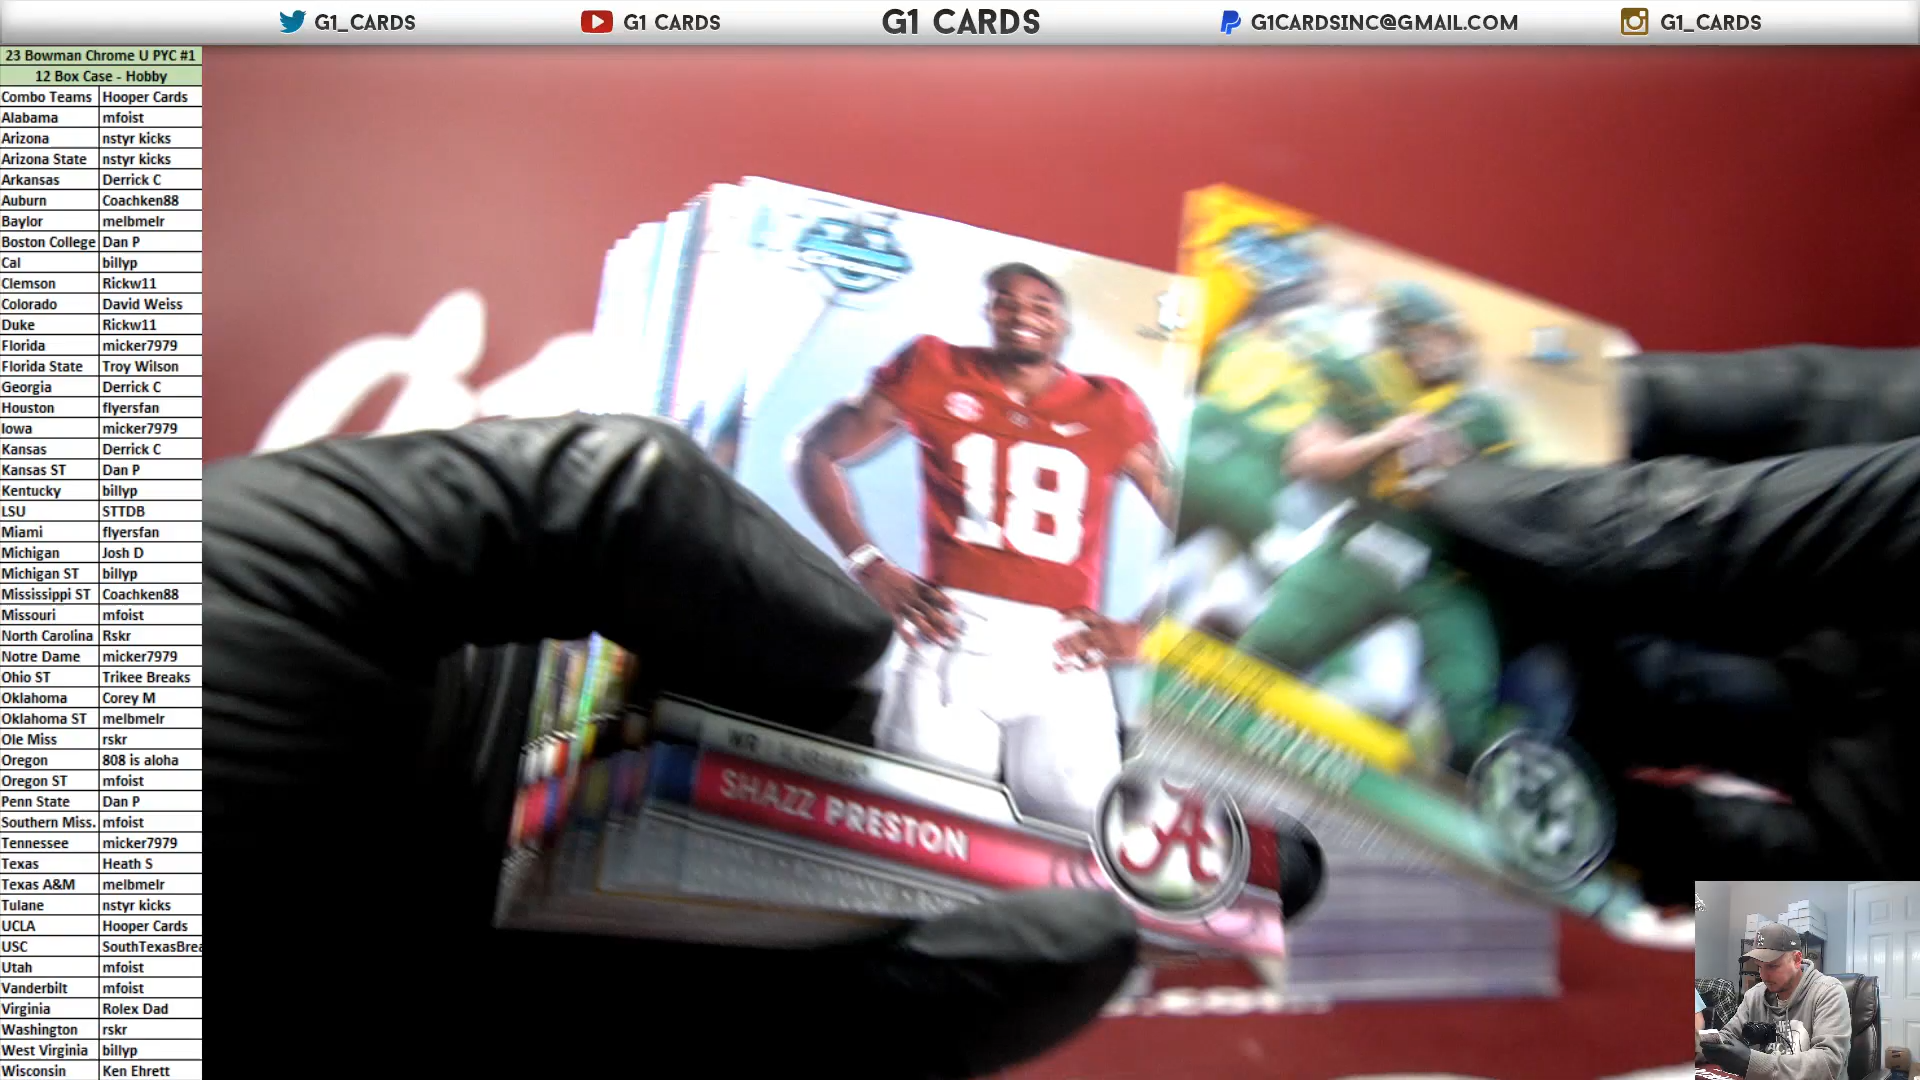 G1_CARDS
G1 CARDS
G1 CARDS
G1CARDSINC@GMAIL.COM
G1_CARDS
23 Bowman Chrome U PYC #1
12 Box Case - Hobby
Combo Teams Hooper Cards
Alabama mfoist
Arizona nstyr kicks
Arizona State nstyr kicks
Arkansas Derrick C
Auburn Coachken88
Baylor melbmelr
Boston College Dan P
Cal billyp
Clemson Rickw11
Colorado David Weiss
Duke Rickw11
Florida micker7979
Florida State Troy Wilson
Georgia Derrick C
Houston flyersfan
Iowa micker7979
Kansas Derrick C
Kansas ST Dan P
Kentucky billyp
LSU STTDB
Miami flyersfan
Michigan Josh D
Michigan ST billyp
Mississippi ST Coachken88
Missouri mfoist
North Carolina Rskr
Notre Dame micker7979
Ohio ST Trikee Breaks
Oklahoma Corey M
Oklahoma ST melbmelr
Ole Miss rskr
Oregon 808 is aloha
Oregon ST mfoist
Penn State Dan P
Southern Miss. mfoist
Tennessee micker7979
Texas Heath S
Texas A&M melbmelr
Tulane nstyr kicks
UCLA Hooper Cards
USC SouthTexasBrea
Utah mfoist
Vanderbilt mfoist
Virginia Rolex Dad
Washington rskr
West Virginia billyp
Wisconsin Ken Ehrett
18
SHAZZ PRESTON
A